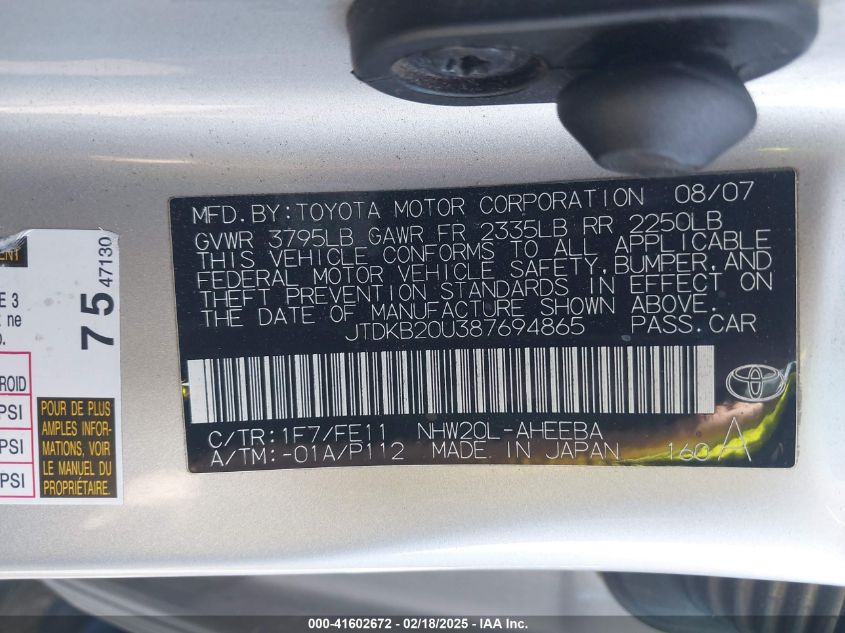 MFD.BY:TOYOTA MOTOR CORPORATION 08/07
GVWR 3795LB GAWR FR 2335LB RR 2250LB
THIS VEHICLE CONFORMS TO ALL APPLICABLE
FEDERAL MOTOR VEHICLE SAFETY,BUMPER,AND
THEFT PREVENTION STANDARDS IN EFFECT ON
THE DATE OF MANUFACTURE SHOWN ABOVE.
JTDKB20U387694865 PASS.CAR
C/TR:1F7/FE11 NHW20L-AHEEBA
A/TM:-01A/P112 MADE IN JAPAN 160A
75 47130
E 3
ne
PSI
POUR DE PLUS
AMPLES INFOR-
MATIONS, VOIR
LE MANUEL DU
PROPRIÉTAIRE.
PSI
PSI
000-41602672 - 02/18/2025 - IAA Inc.